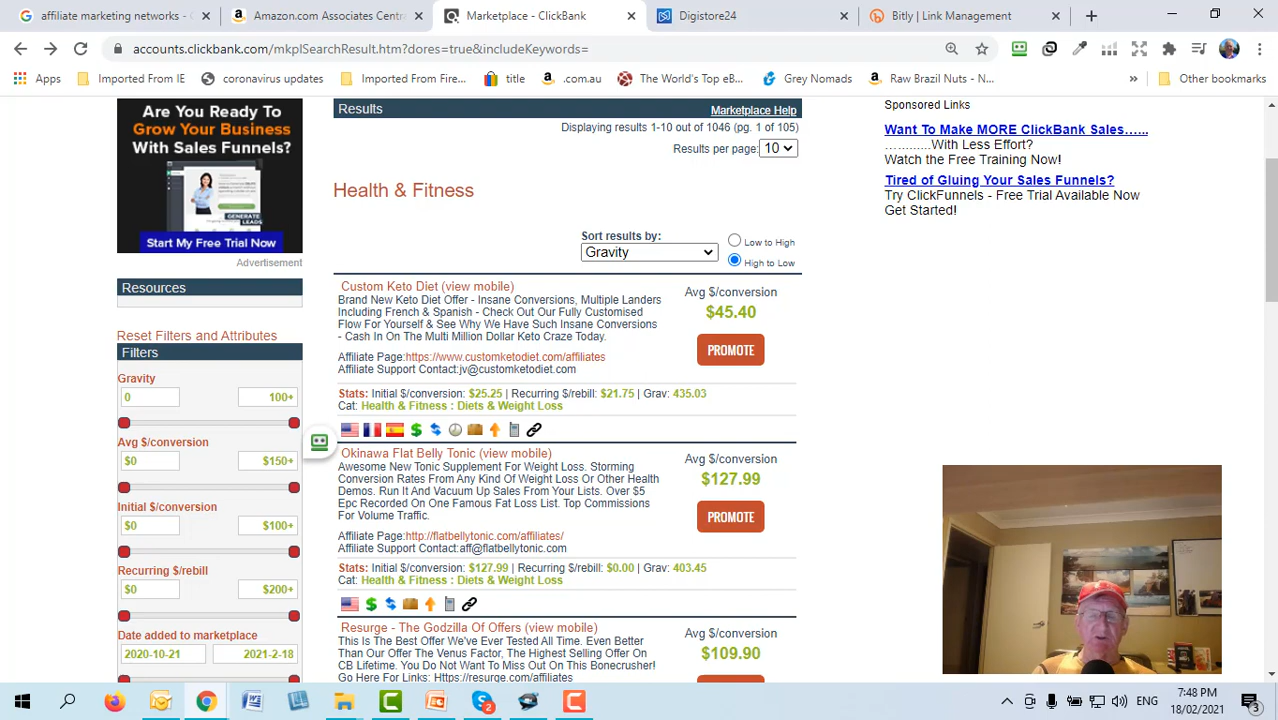 affiliate marketing networks - G
Amazon.com Associates Central
Marketplace - ClickBank
Digistore24
Bitly | Link Management
accounts.clickbank.com/mkplSearchResult.htm?dores=true&includeKeywords=
Apps
Imported From IE
coronavirus updates
Imported From Fire...
title
.com.au
The World's Top eB...
Grey Nomads
Raw Brazil Nuts - N...
»
Other bookmarks
Are You Ready To
Grow Your Business
With Sales Funnels?
GENERATE
LEADS
Start My Free Trial Now
Advertisement
Resources
Reset Filters and Attributes
Filters
Gravity
0 100+
Avg $/conversion
$0 $150+
Initial $/conversion
$0 $100+
Recurring $/rebill
$0 $200+
Date added to marketplace
2020-10-21 2021-2-18
Results Marketplace Help
Displaying results 1-10 out of 1046 (pg. 1 of 105)
Results per page: 10
Health & Fitness
Sort results by:
Gravity
Low to High
High to Low
Custom Keto Diet (view mobile)
Brand New Keto Diet Offer - Insane Conversions, Multiple Landers
Including French & Spanish - Check Out Our Fully Customised
Flow For Yourself & See Why We Have Such Insane Conversions
- Cash In On The Multi Million Dollar Keto Craze Today.
Affiliate Page:https://www.customketodiet.com/affiliates
Affiliate Support Contact:jv@customketodiet.com
Avg $/conversion
$45.40
PROMOTE
Stats: Initial $/conversion: $25.25 | Recurring $/rebill: $21.75 | Grav: 435.03
Cat: Health & Fitness : Diets & Weight Loss
Okinawa Flat Belly Tonic (view mobile)
Awesome New Tonic Supplement For Weight Loss. Storming
Conversion Rates From Any Kind Of Weight Loss Or Other Health
Demos. Run It And Vacuum Up Sales From Your Lists. Over $5
Epc Recorded On One Famous Fat Loss List. Top Commissions
For Volume Traffic.
Affiliate Page:http://flatbellytonic.com/affiliates/
Affiliate Support Contact:aff@flatbellytonic.com
Avg $/conversion
$127.99
PROMOTE
Stats: Initial $/conversion: $127.99 | Recurring $/rebill: $0.00 | Grav: 403.45
Cat: Health & Fitness : Diets & Weight Loss
Resurge - The Godzilla Of Offers (view mobile)
This Is The Best Offer We've Ever Tested All Time. Even Better
Than Our Offer The Venus Factor, The Highest Selling Offer On
CB Lifetime. You Do Not Want To Miss Out On This Bonecrusher!
Go Here For Links: Https://resurge.com/affiliates
Avg $/conversion
$109.90
Sponsored Links
Want To Make MORE ClickBank Sales......
….........With Less Effort?
Watch the Free Training Now!
Tired of Gluing Your Sales Funnels?
Try ClickFunnels - Free Trial Available Now
Get Started!
2
ENG
7:48 PM
18/02/2021
3